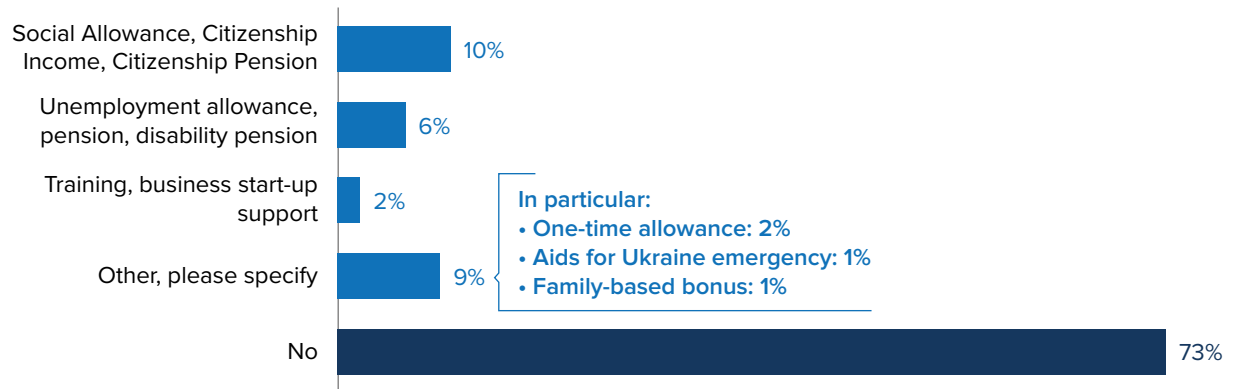 Social Allowance, Citizenship
Income, Citizenship Pension
10%
Unemployment allowance,
pension, disability pension
6%
Training, business start-up
support
2%
Other, please specify
9%
In particular:
• One-time allowance: 2%
• Aids for Ukraine emergency: 1%
• Family-based bonus: 1%
No
73%